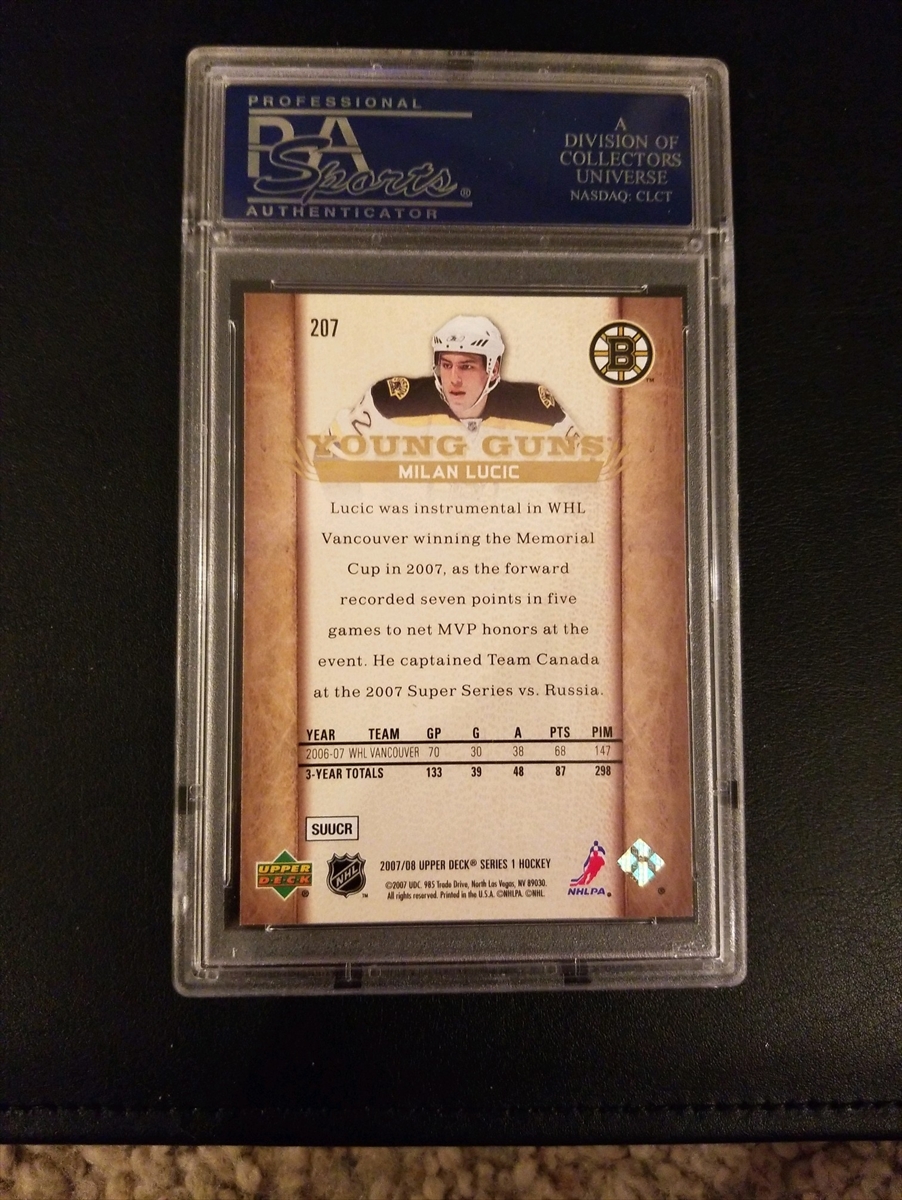 PROFESSIONAL
PSA
Sports®
AUTHENTICATOR
A
DIVISION OF
COLLECTORS
UNIVERSE
NASDAQ: CLCT
207
B
TM
YOUNG GUNS
MILAN LUCIC
Lucic was instrumental in WHL
Vancouver winning the Memorial
Cup in 2007, as the forward
recorded seven points in five
games to net MVP honors at the
event. He captained Team Canada
at the 2007 Super Series vs. Russia.
YEAR TEAM GP G A PTS PIM
2006-07 WHL VANCOUVER 70 30 38 68 147
3-YEAR TOTALS 133 39 48 87 298
SUUCR
UPPER
DECK®
NHL
TM
2007/08 UPPER DECK® SERIES 1 HOCKEY
©2007 UDC. 985 Trade Drive, North Las Vegas, NV 89030.
All rights reserved. Printed in the U.S.A. ©NHLPA. ©NHL.
NHLPA®
®